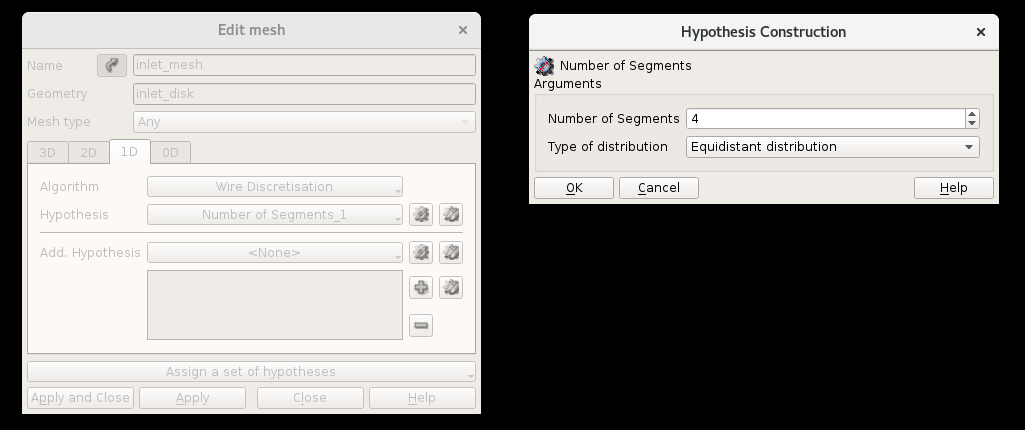 Edit mesh
Name inlet_mesh
Geometry inlet_disk
Mesh type Any
3D 2D 1D 0D
Algorithm Wire Discretisation
Hypothesis Number of Segments_1
Add. Hypothesis <None>
Assign a set of hypotheses
Apply and Close Apply Close Help
Hypothesis Construction
Number of Segments
Arguments
Number of Segments 4
Type of distribution Equidistant distribution
OK Cancel Help